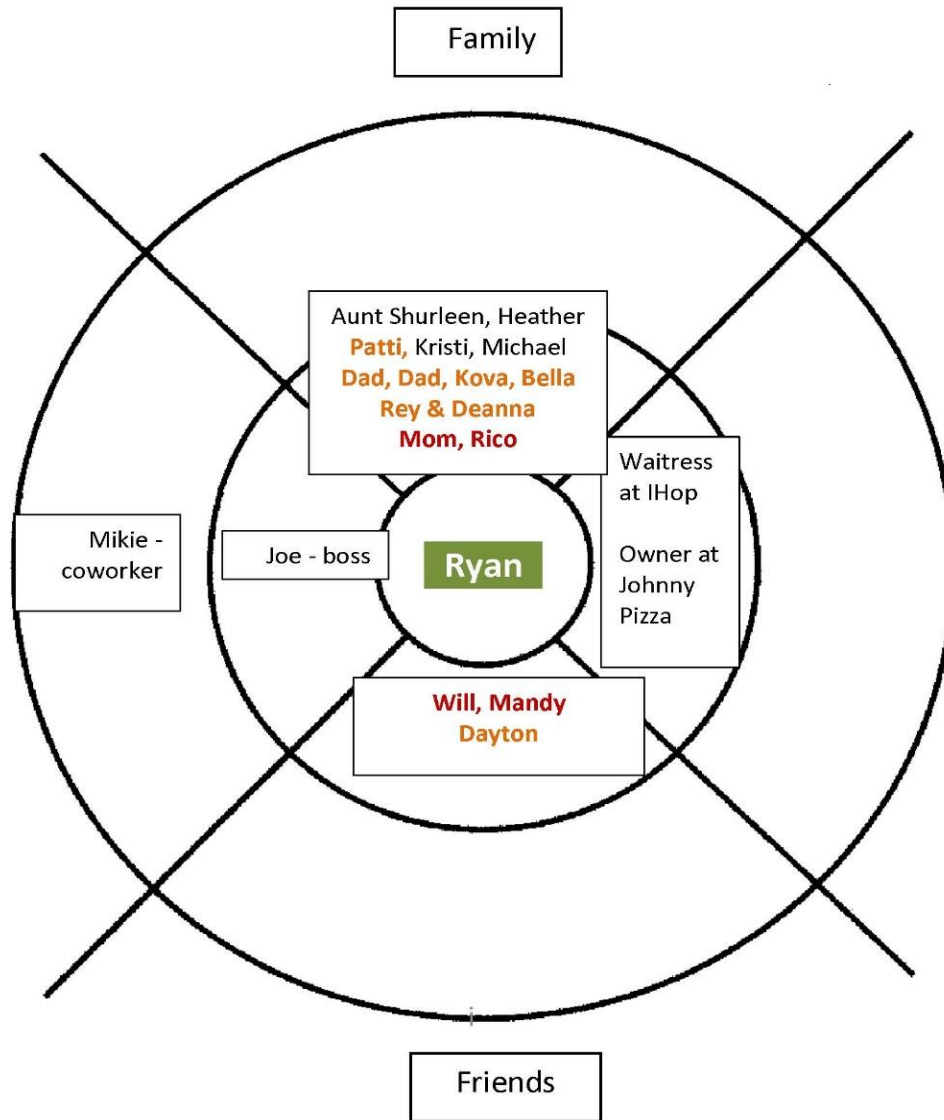 Family
Aunt Shurleen, Heather
Patti, Kristi, Michael
Dad, Dad, Kova, Bella
Rey & Deanna
Mom, Rico
Waitress
at IHop
Owner at
Johnny
Pizza
Mikie -
coworker
Joe - boss
Ryan
Will, Mandy
Dayton
Friends